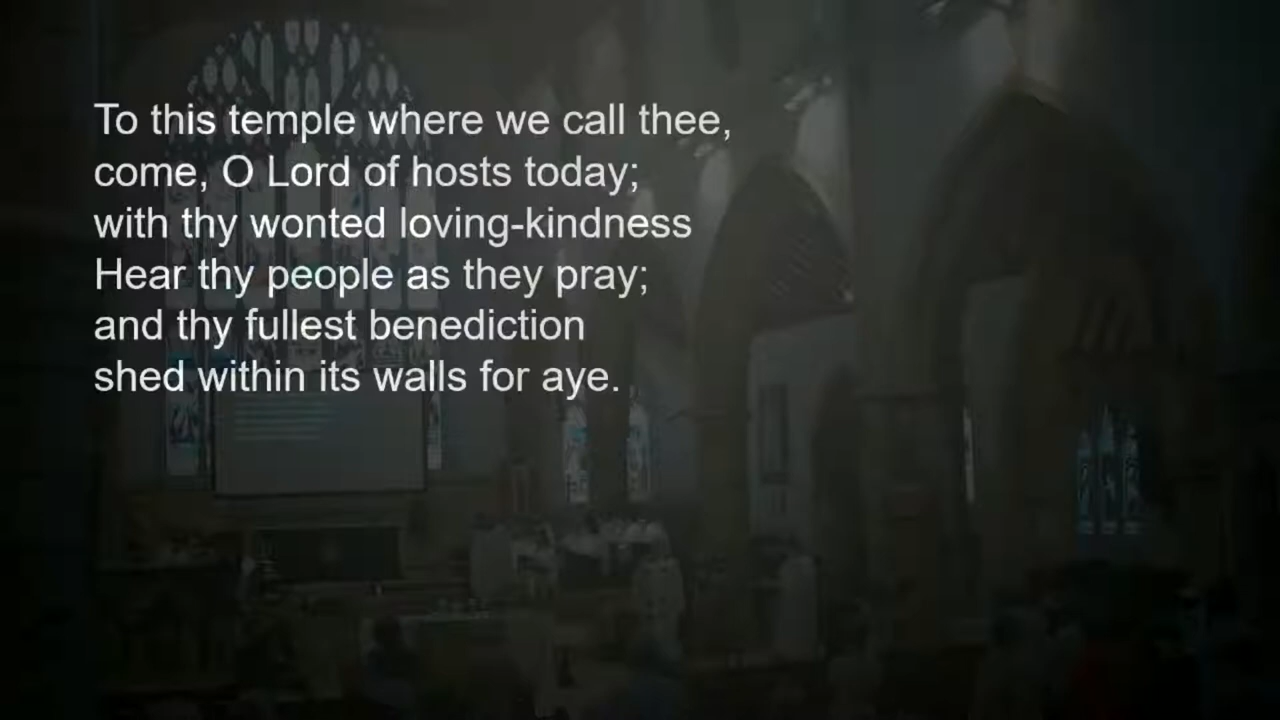 To this temple where we call thee,
come, O Lord of hosts today;
with thy wonted loving-kindness
Hear thy people as they pray;
and thy fullest benediction
shed within its walls for aye.